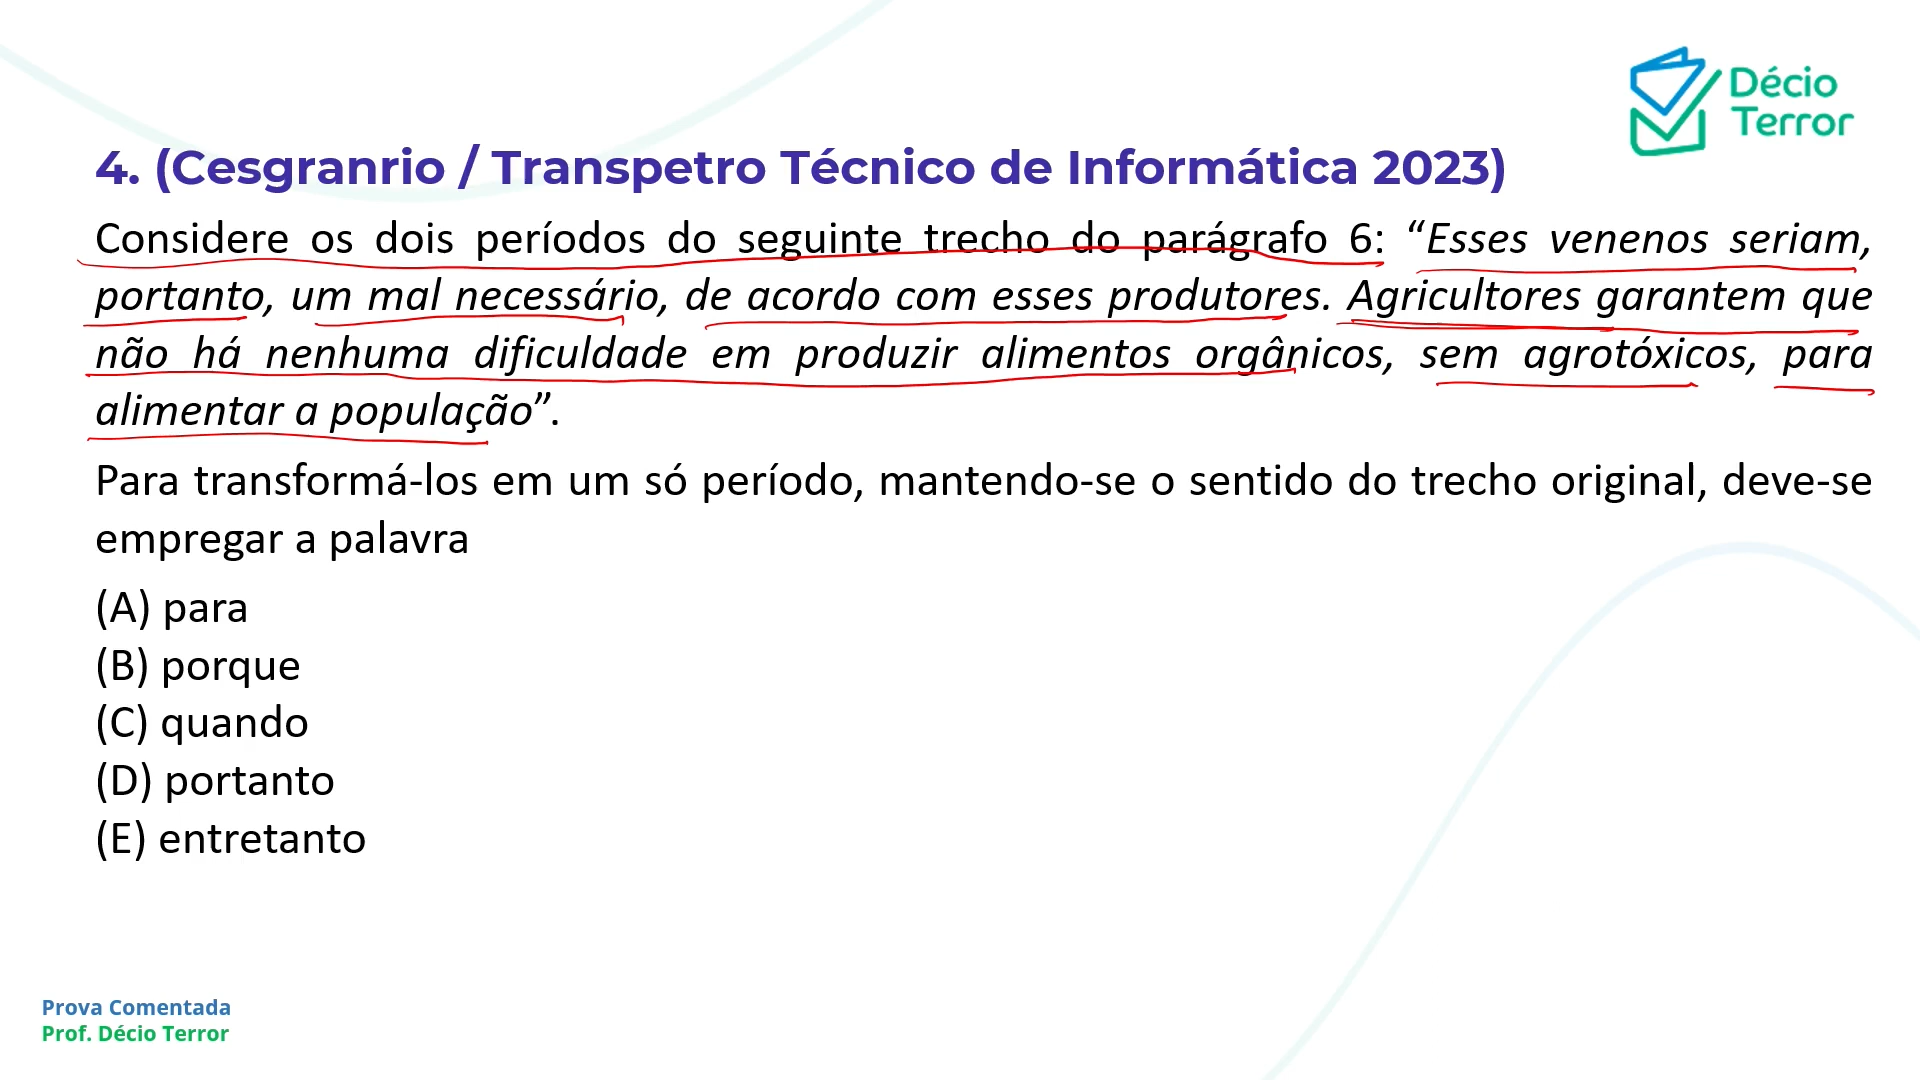 Décio
Terror
4. (Cesgranrio / Transpetro Técnico de Informática 2023)
Considere os dois períodos do seguinte trecho do parágrafo 6: “Esses venenos seriam,
portanto, um mal necessário, de acordo com esses produtores. Agricultores garantem que
não há nenhuma dificuldade em produzir alimentos orgânicos, sem agrotóxicos, para
alimentar a população”.
Para transformá-los em um só período, mantendo-se o sentido do trecho original, deve-se
empregar a palavra
(A) para
(B) porque
(C) quando
(D) portanto
(E) entretanto
Prova Comentada
Prof. Décio Terror